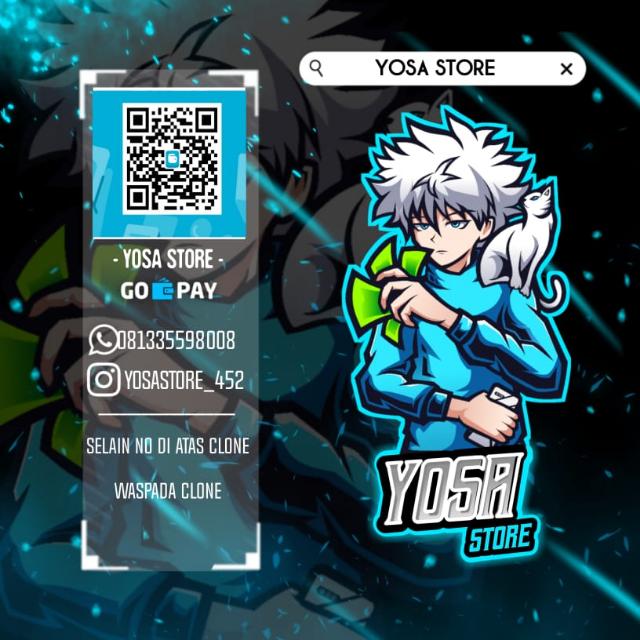 YOSA STORE
- YOSA STORE -
GO PAY
081335598008
YOSASTORE_452
SELAIN NO DI ATAS CLONE
WASPADA CLONE
YOSA
STORE